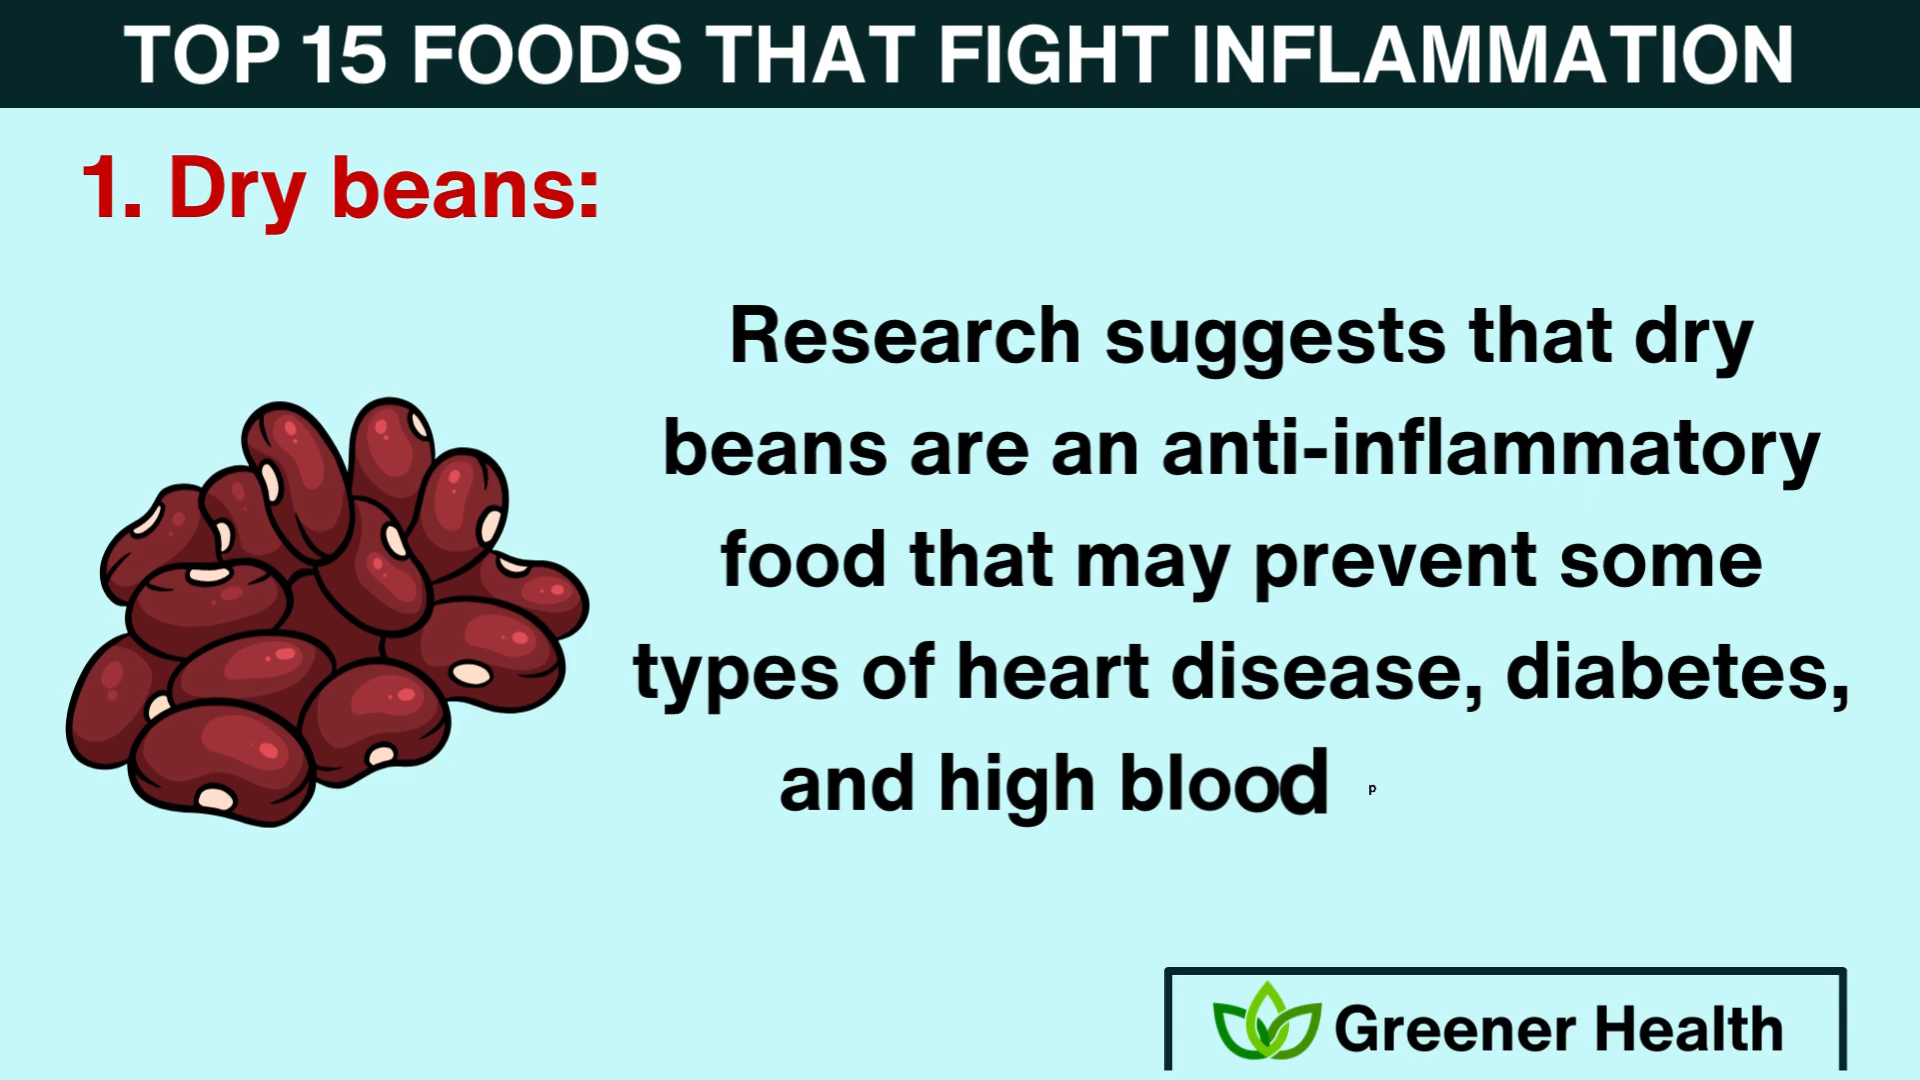 TOP 15 FOODS THAT FIGHT INFLAMMATION
1. Dry beans:
Research suggests that dry
beans are an anti-inflammatory
food that may prevent some
types of heart disease, diabetes,
and high blood p
Greener Health